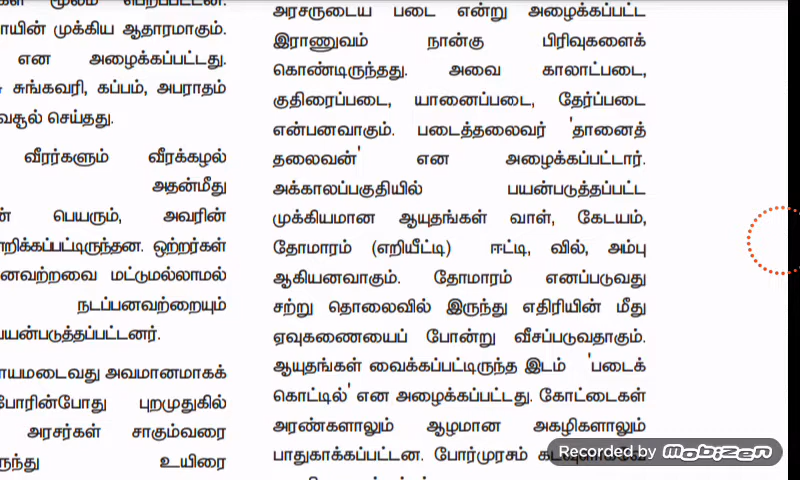 மூலம் பெறப்பட்டன.
முக்கிய ஆதாரமாகும்.
என அழைக்கப்பட்டது.
சுங்கவரி, கப்பம், அபராதம்
செய்தது.
வீரர்களும் வீரக்கழல்
அதன்மீது
பெயரும், அவரின்
ஒற்றர்கள்
மட்டுமல்லாமல்
நடப்பனவற்றையும்
அவமானமாகக்
புறமுதுகில்
அரசர்கள் சாகும்வரை
உயிரை
அரசருடைய படை என்று அழைக்கப்பட்ட
இராணுவம் நான்கு பிரிவுகளைக்
கொண்டிருந்தது. அவை காலாட்படை,
குதிரைப்படை, யானைப்படை, தேர்ப்படை
என்பனவாகும். படைத்தலைவர் 'தானைத்
தலைவன்' என அழைக்கப்பட்டார்.
அக்காலப்பகுதியில் பயன்படுத்தப்பட்ட
முக்கியமான ஆயுதங்கள் வாள், கேடயம்,
தோமாரம் (எறியீட்டி) ஈட்டி, வில், அம்பு
ஆகியனவாகும். தோமாரம் எனப்படுவது
சற்று தொலைவில் இருந்து எதிரியின் மீது
ஏவுகணையைப் போன்று வீசப்படுவதாகும்.
ஆயுதங்கள் வைக்கப்பட்டிருந்த இடம் 'படைக்
கொட்டில்' என அழைக்கப்பட்டது. கோட்டைகள்
அரண்களாலும் ஆழமான அகழிகளாலும்
பாதுகாக்கப்பட்டன. போர்முரசம்
Recorded by Mobizen